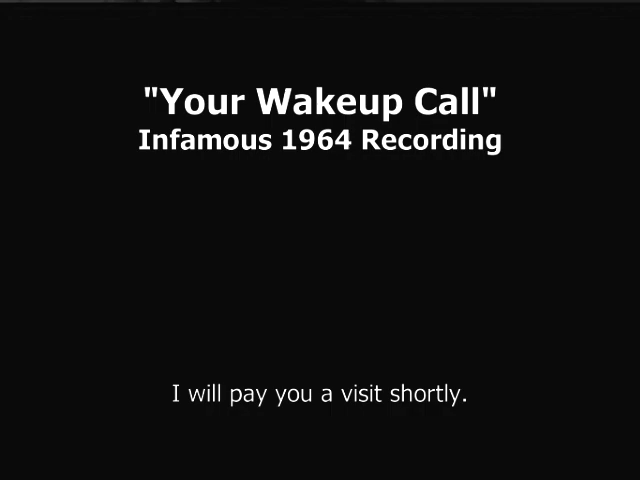 "Your Wakeup Call"
Infamous 1964 Recording
I will pay you a visit shortly.